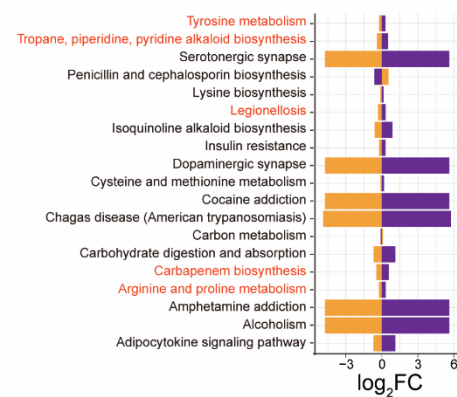 Tyrosine metabolism
Tropane, piperidine, pyridine alkaloid biosynthesis
Serotonergic synapse
Penicillin and cephalosporin biosynthesis
Lysine biosynthesis
Legionellosis
Isoquinoline alkaloid biosynthesis
Insulin resistance
Dopaminergic synapse
Cysteine and methionine metabolism
Cocaine addiction
Chagas disease (American trypanosomiasis)
Carbon metabolism
Carbohydrate digestion and absorption
Carbapenem biosynthesis
Arginine and proline metabolism
Amphetamine addiction
Alcoholism
Adipocytokine signaling pathway
−3 0 3 6
log₂FC